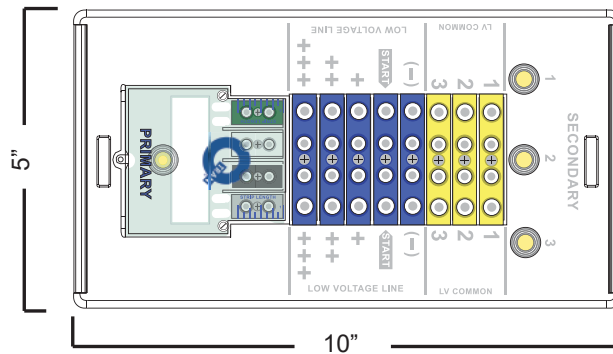 LOW VOLTAGE LINE
LV COMMON
+++ ++ + START (–) 3 2 1
1
2
3
PRIMARY
STRIP LENGTH
SECONDARY
+++ ++ + START (–) 3 2 1
LOW VOLTAGE LINE
LV COMMON
5”
10”